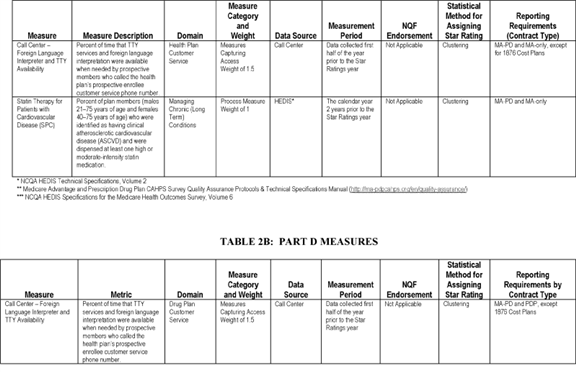 Measure Measure Description Domain Measure Category and Weight Data Source Measurement Period NQF Endorsement Statistical Method for Assigning Star Rating Reporting Requirements (Contract Type)
Call Center – Foreign Language Interpreter and TTY Availability
Percent of time that TTY services and foreign language interpretation were available when needed by prospective members who called the health plan's prospective enrollee customer service phone number
Health Plan Customer Service
Measures Capturing Access Weight of 1.5
Call Center
Data collected first half of the year prior to the Star Ratings year
Not Applicable
Clustering
MA-PD and MA-only, except for 1876 Cost Plans
Statin Therapy for Patients with Cardiovascular Disease (SPC)
Percent of plan members (males 21–75 years of age and females 40–75 years of age) who were identified as having clinical atherosclerotic cardiovascular disease (ASCVD) and were dispensed at least one high or moderate-intensity statin medication.
Managing Chronic (Long Term) Conditions
Process Measure Weight of 1
HEDIS*
The calendar year 2 years prior to the Star Ratings year
Not Applicable
Clustering
MA-PD and MA-only
* NCQA HEDIS Technical Specifications, Volume 2
** Medicare Advantage and Prescription Drug Plan CAHPS Survey Quality Assurance Protocols & Technical Specifications Manual (http://ma-pdpcahps.org/en/quality-assurance/)
*** NCQA HEDIS Specifications for the Medicare Health Outcomes Survey, Volume 6
TABLE 2B: PART D MEASURES
Measure Metric Domain Measure Category and Weight Data Source Measurement Period NQF Endorsement Statistical Method for Assigning Star Rating Reporting Requirements by Contract Type
Call Center – Foreign Language Interpreter and TTY Availability
Percent of time that TTY services and foreign language interpretation were available when needed by prospective members who called the health plan's prospective enrollee customer service phone number.
Drug Plan Customer Service
Measures Capturing Access Weight of 1.5
Call Center
Data collected first half of the year prior to the Star Ratings year
Not Applicable
Clustering
MA-PD and PDP, except 1876 Cost Plans